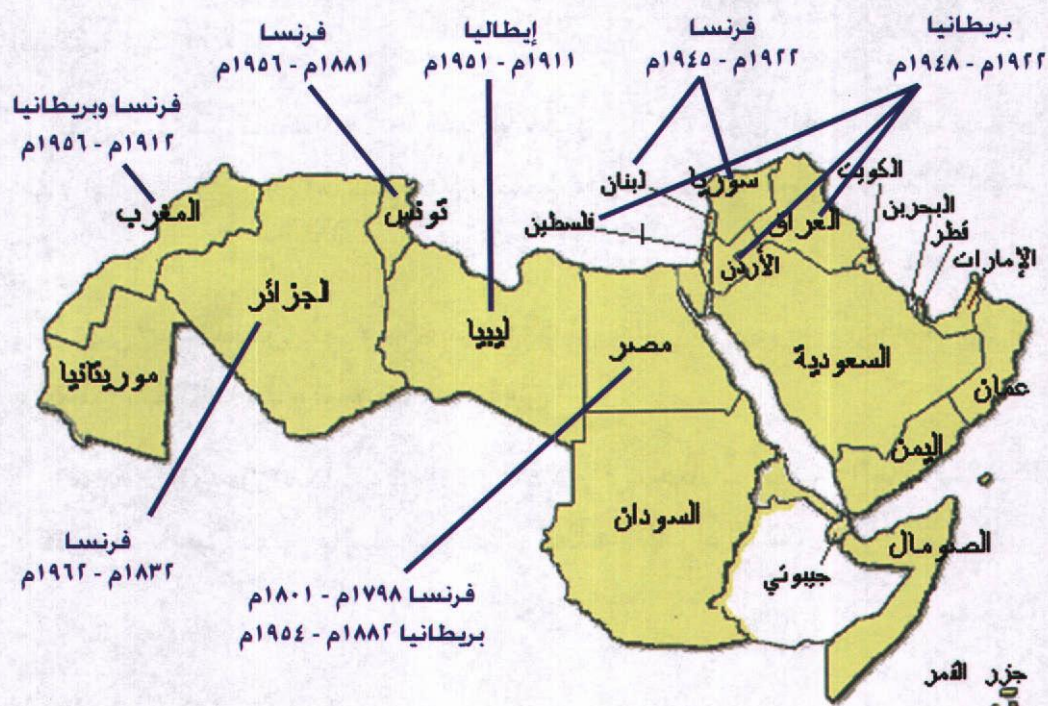 بريطانيا
١٩٢٢م - ١٩٤٨م
فرنسا
١٩٢٢م - ١٩٤٥م
إيطاليا
١٩١١م - ١٩٥١م
فرنسا
١٨٨١م - ١٩٥٦م
فرنسا وبريطانيا
١٩١٢م - ١٩٥٦م
الكويت
سوريا
لبنان
البحرين
فلسطين
العراق
قطر
الإمارات
الأردن
تونس
المغرب
الجزائر
ليبيا
مصر
السعودية
موريتانيا
عمان
اليمن
السودان
الصومال
جيبوتي
فرنسا
١٨٣٢م - ١٩٦٢م
فرنسا ١٧٩٨م - ١٨٠١م
بريطانيا ١٨٨٢م - ١٩٥٤م
جزر القمر